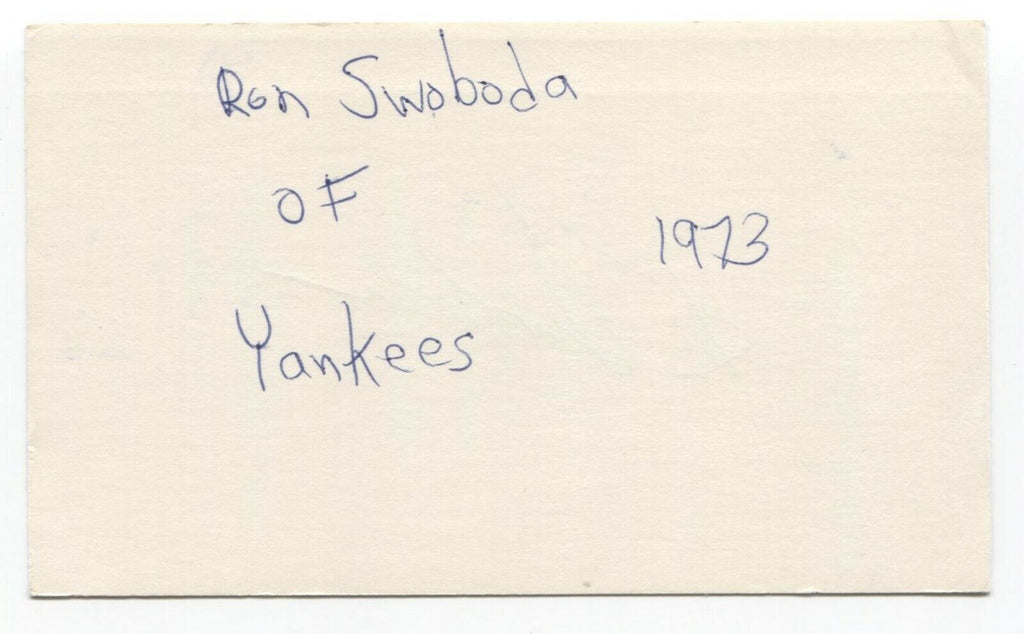 Ron Swoboda
OF
1973
Yankees